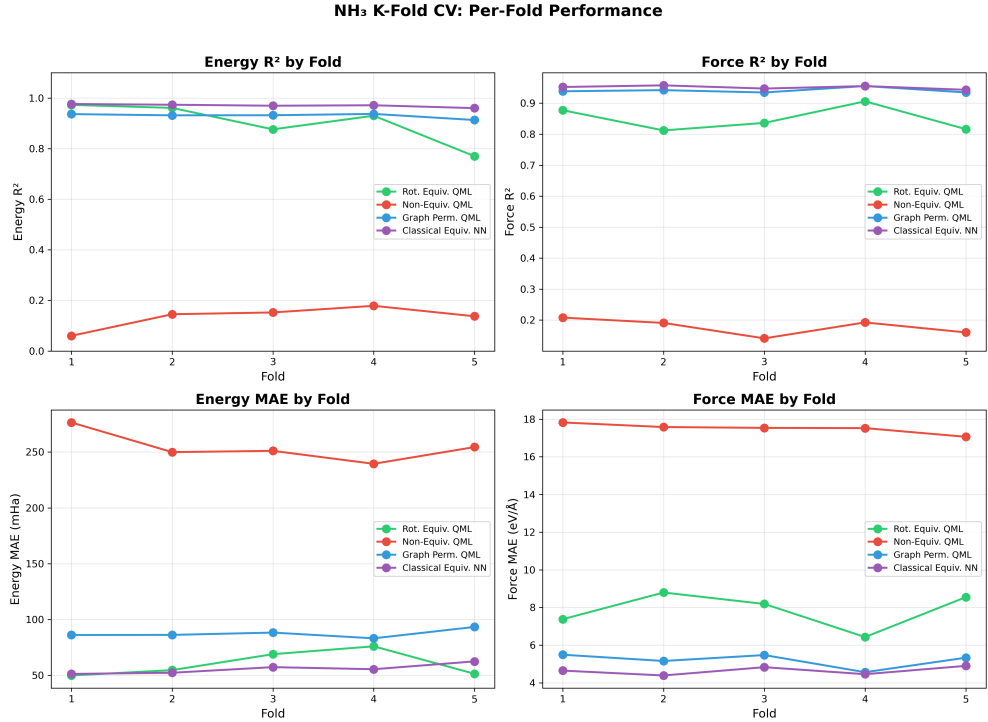 NH₃ K-Fold CV: Per-Fold Performance
Energy R² by Fold
Energy R²
1.0
0.8
0.6
0.4
0.2
0.0
1 2 3 4 5
Fold
Rot. Equiv. QML
Non-Equiv. QML
Graph Perm. QML
Classical Equiv. NN
Force R² by Fold
Force R²
0.9
0.8
0.7
0.6
0.5
0.4
0.3
0.2
1 2 3 4 5
Fold
Rot. Equiv. QML
Non-Equiv. QML
Graph Perm. QML
Classical Equiv. NN
Energy MAE by Fold
Energy MAE (mHa)
250
200
150
100
50
1 2 3 4 5
Fold
Rot. Equiv. QML
Non-Equiv. QML
Graph Perm. QML
Classical Equiv. NN
Force MAE by Fold
Force MAE (eV/Å)
18
16
14
12
10
8
6
4
1 2 3 4 5
Fold
Rot. Equiv. QML
Non-Equiv. QML
Graph Perm. QML
Classical Equiv. NN